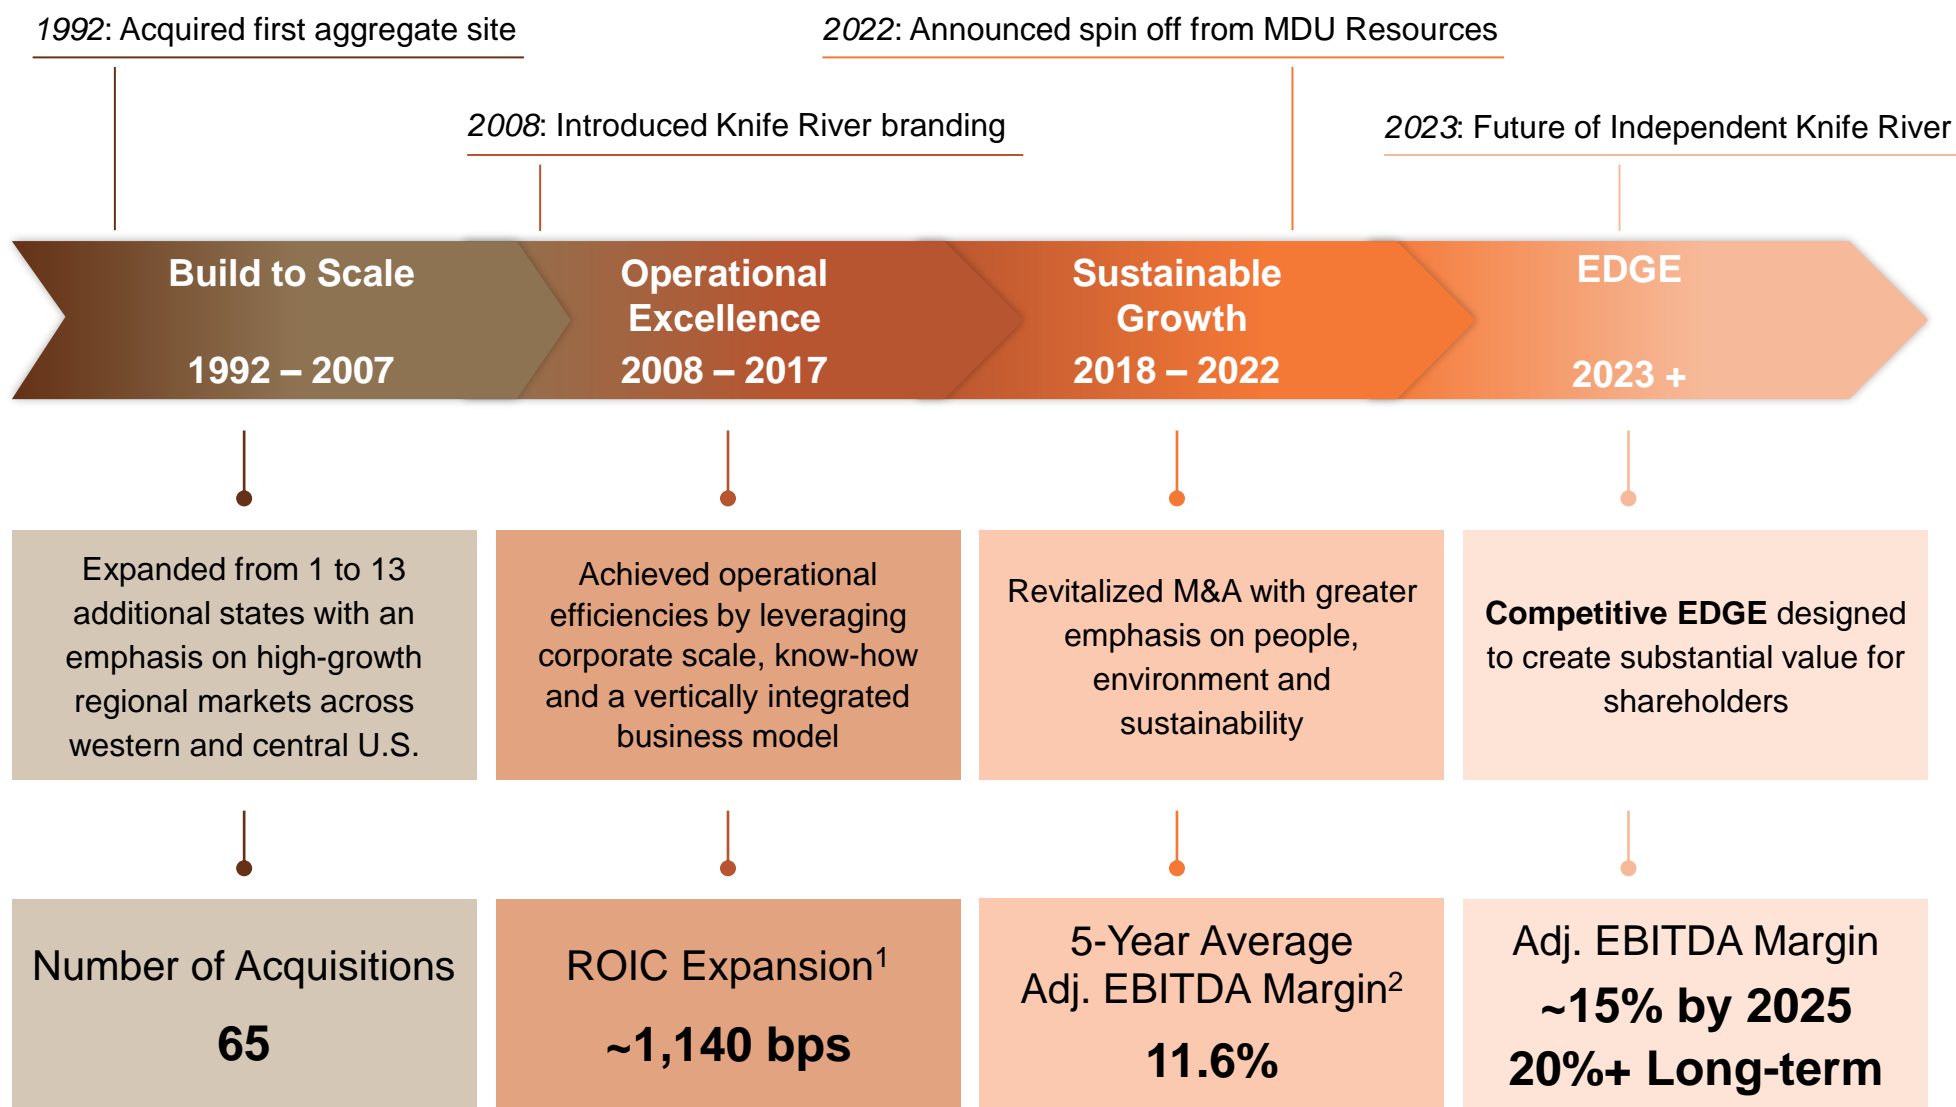 1992: Acquired first aggregate site
2022: Announced spin off from MDU Resources
2008: Introduced Knife River branding
2023: Future of Independent Knife River
Build to Scale
1992 – 2007
Operational
Excellence
2008 – 2017
Sustainable
Growth
2018 – 2022
EDGE
2023 +
Expanded from 1 to 13
additional states with an
emphasis on high-growth
regional markets across
western and central U.S.
Achieved operational
efficiencies by leveraging
corporate scale, know-how
and a vertically integrated
business model
Revitalized M&A with greater
emphasis on people,
environment and
sustainability
Competitive EDGE designed
to create substantial value for
shareholders
Number of Acquisitions
65
ROIC Expansion¹
~1,140 bps
5-Year Average
Adj. EBITDA Margin²
11.6%
Adj. EBITDA Margin
~15% by 2025
20%+ Long-term